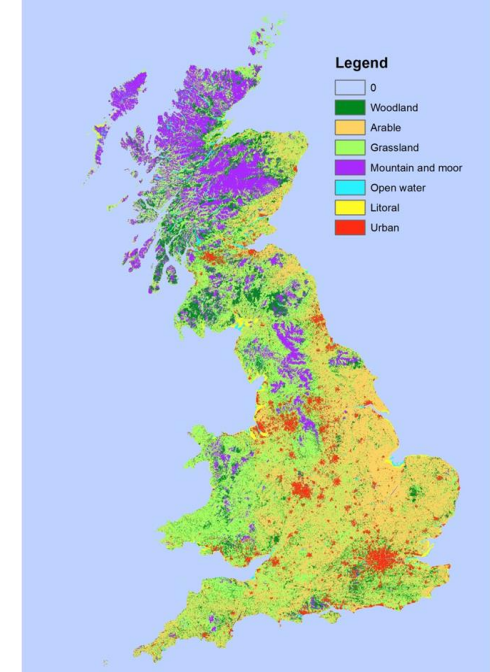 Legend
0
Woodland
Arable
Grassland
Mountain and moor
Open water
Litoral
Urban